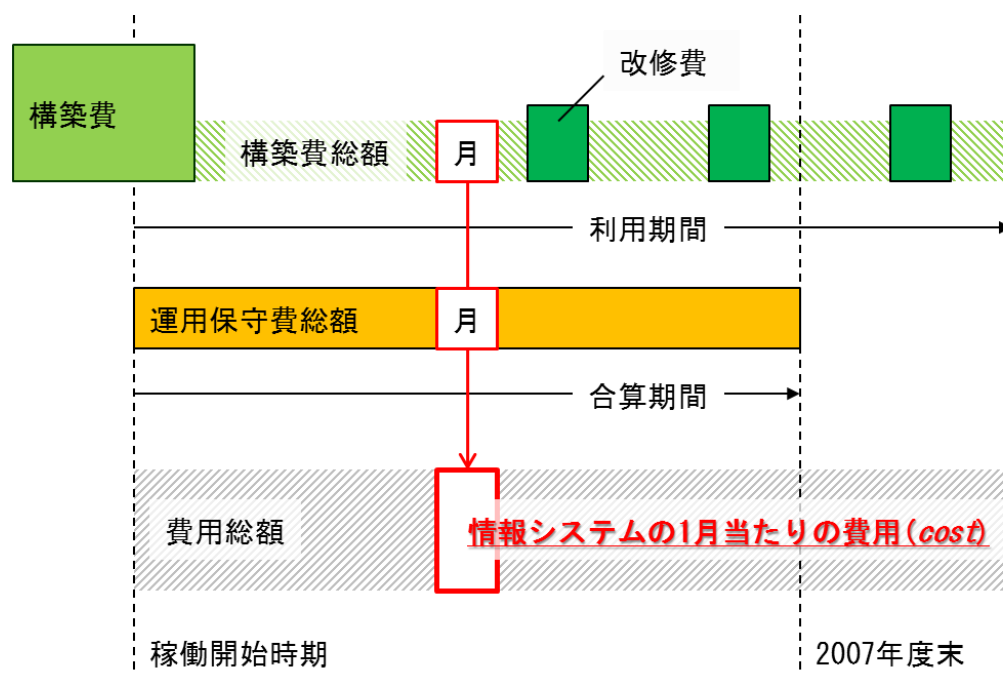 改修費
構築費
構築費総額
月
利用期間
運用保守費総額
月
合算期間
費用総額
情報システムの1月当たりの費用(cost)
稼働開始時期
2007年度末